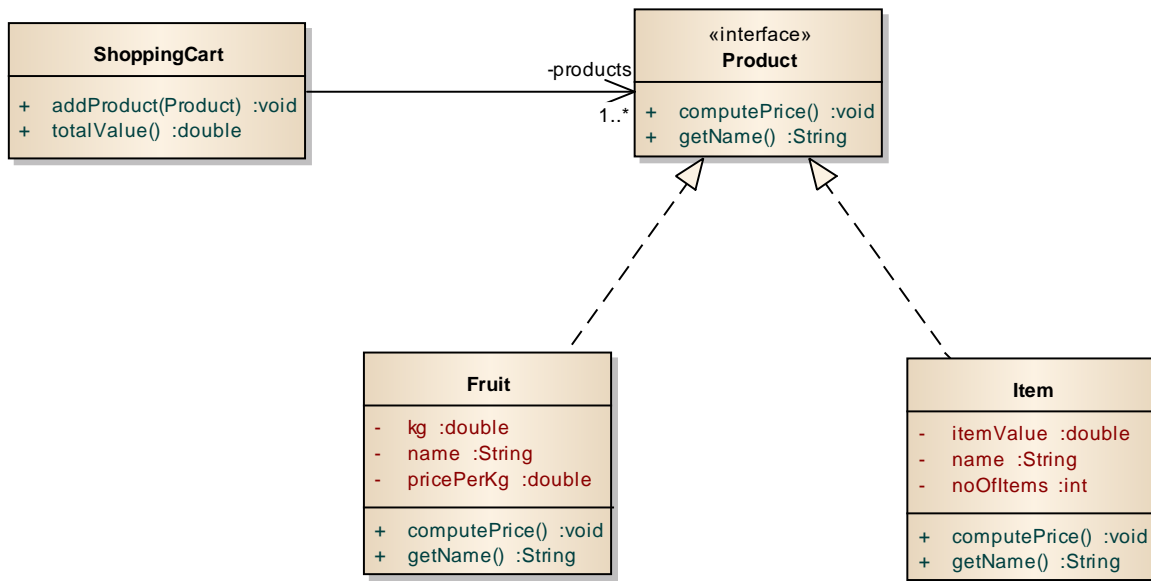 ShoppingCart
+ addProduct(Product) :void
+ totalValue() :double
-products
1..*
«interface»
Product
+ computePrice() :void
+ getName() :String
Fruit
- kg :double
- name :String
- pricePerKg :double
+ computePrice() :void
+ getName() :String
Item
- itemValue :double
- name :String
- noOfItems :int
+ computePrice() :void
+ getName() :String